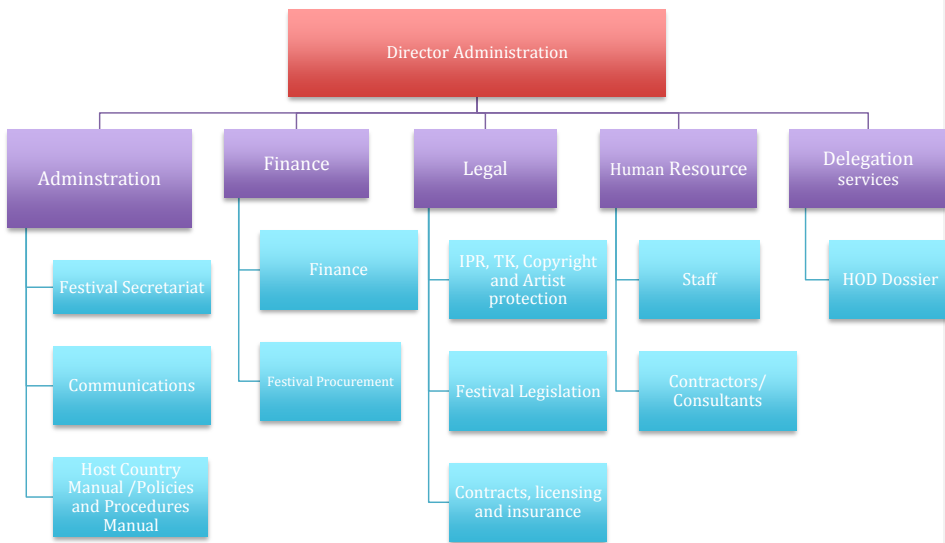 Director Administration
Adminstration
Finance
Legal
Human Resource
Delegation
services
Festival Secretariat
Communications
Host Country
Manual /Policies
and Procedures
Manual
Finance
Festival Procurement
IPR, TK, Copyright
and Artist
protection
Festival Legislation
Contracts, licensing
and insurance
Staff
Contractors/
Consultants
HOD Dossier